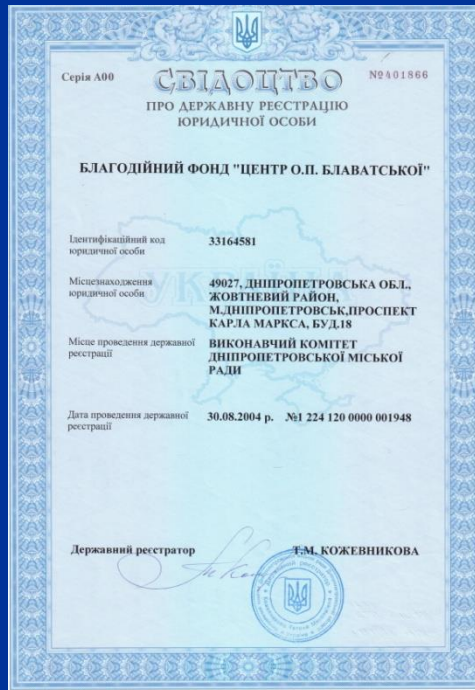 Серія А00
№401866
СВІДОЦТВО
ПРО ДЕРЖАВНУ РЕЄСТРАЦІЮ
ЮРИДИЧНОЇ ОСОБИ
БЛАГОДІЙНИЙ ФОНД "ЦЕНТР О.П. БЛАВАТСЬКОЇ"
УКРАЇНА
Ідентифікаційний код
юридичної особи
33164581
Місцезнаходження
юридичної особи
49027, ДНІПРОПЕТРОВСЬКА ОБЛ.,
ЖОВТНЕВИЙ РАЙОН,
М.ДНІПРОПЕТРОВСЬК,ПРОСПЕКТ
КАРЛА МАРКСА, БУД.18
Місце проведення державної
реєстрації
ВИКОНАВЧИЙ КОМІТЕТ
ДНІПРОПЕТРОВСЬКОЇ МІСЬКОЇ
РАДИ
Дата проведення державної
реєстрації
30.08.2004 р. №1 224 120 0000 001948
Державний реєстратор
Т.М. КОЖЕВНИКОВА